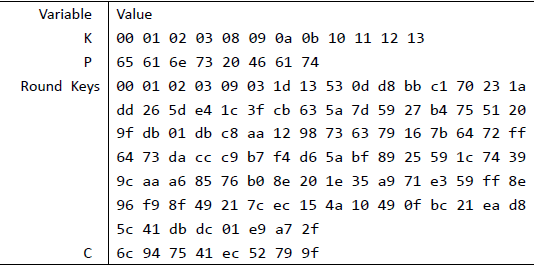 Variable Value
K 00 01 02 03 08 09 0a 0b 10 11 12 13
P 65 61 6e 73 20 46 61 74
Round Keys 00 01 02 03 09 03 1d 13 53 0d d8 bb c1 70 23 1a
dd 26 5d e4 1c 3f cb 63 5a 7d 59 27 b4 75 51 20
9f db 01 db c8 aa 12 98 73 63 79 16 7b 64 72 ff
64 73 da cc c9 b7 f4 d6 5a bf 89 25 59 1c 74 39
9c aa a6 85 76 b0 8e 20 1e 35 a9 71 e3 59 ff 8e
96 f9 8f 49 21 7c ec 15 4a 10 49 0f bc 21 ea d8
5c 41 db dc 01 e9 a7 2f
C 6c 94 75 41 ec 52 79 9f